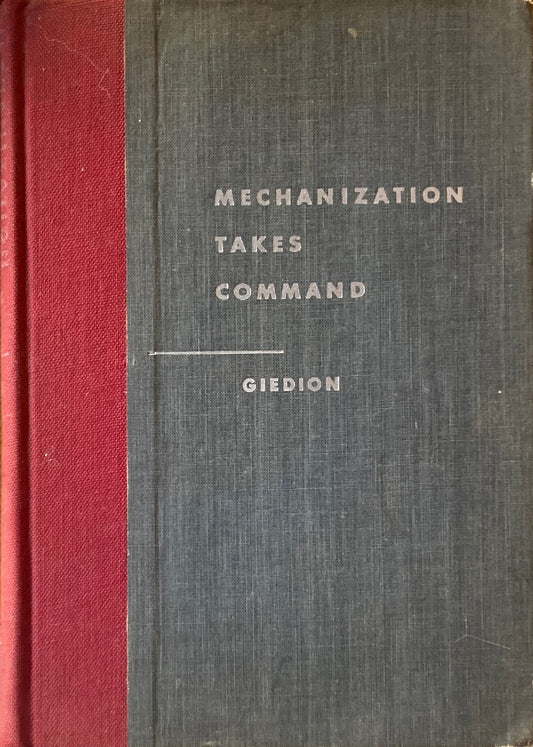 MECHANIZATION
TAKES
COMMAND
GIEDION